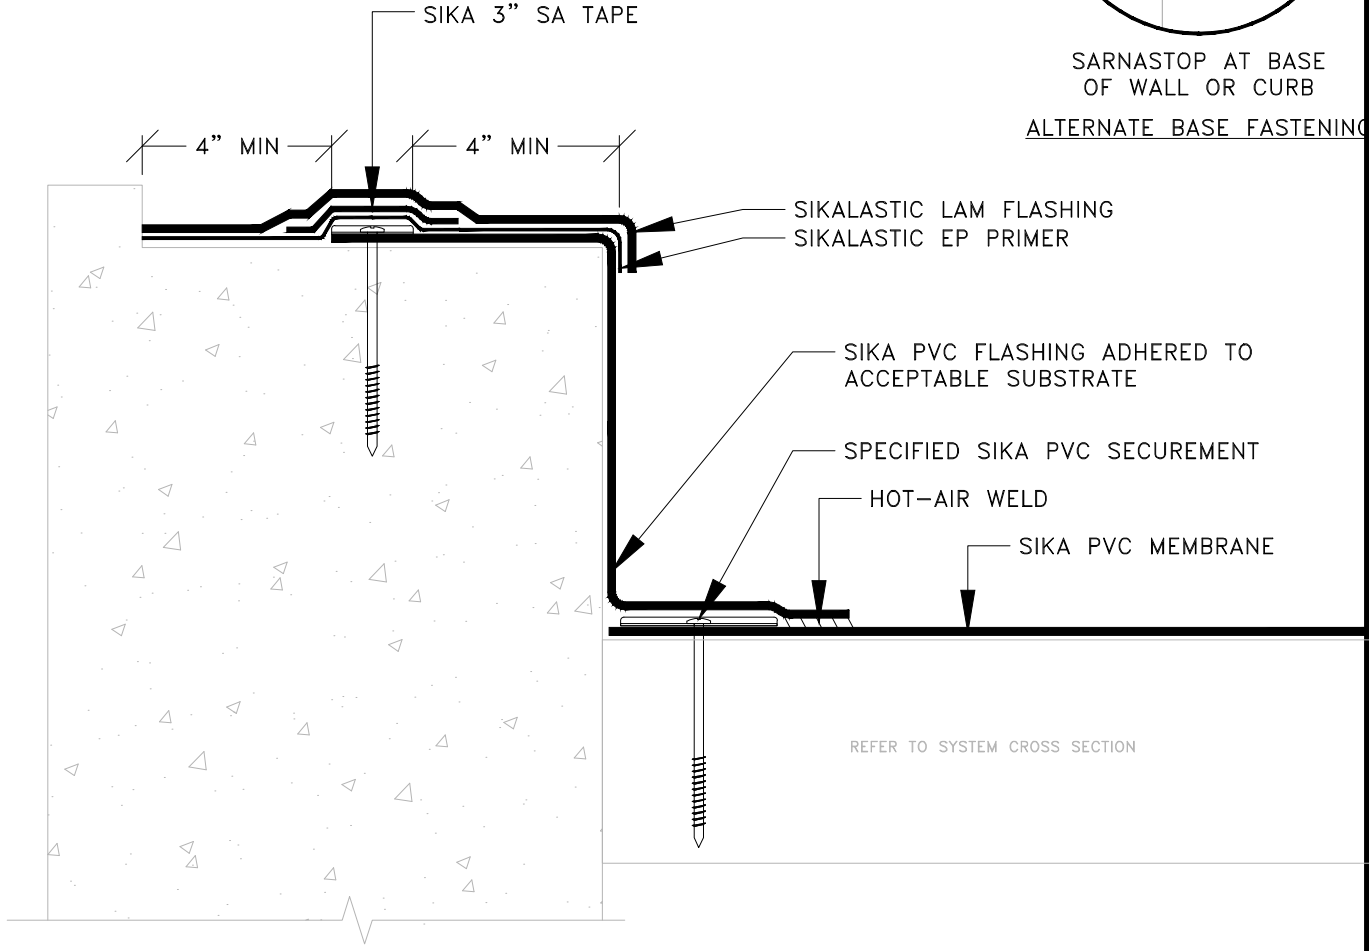 SIKA 3” SA TAPE
SARNASTOP AT BASE
OF WALL OR CURB
ALTERNATE BASE FASTENING
4” MIN
4” MIN
SIKALASTIC LAM FLASHING
SIKALASTIC EP PRIMER
SIKA PVC FLASHING ADHERED TO
ACCEPTABLE SUBSTRATE
SPECIFIED SIKA PVC SECUREMENT
HOT-AIR WELD
SIKA PVC MEMBRANE
REFER TO SYSTEM CROSS SECTION